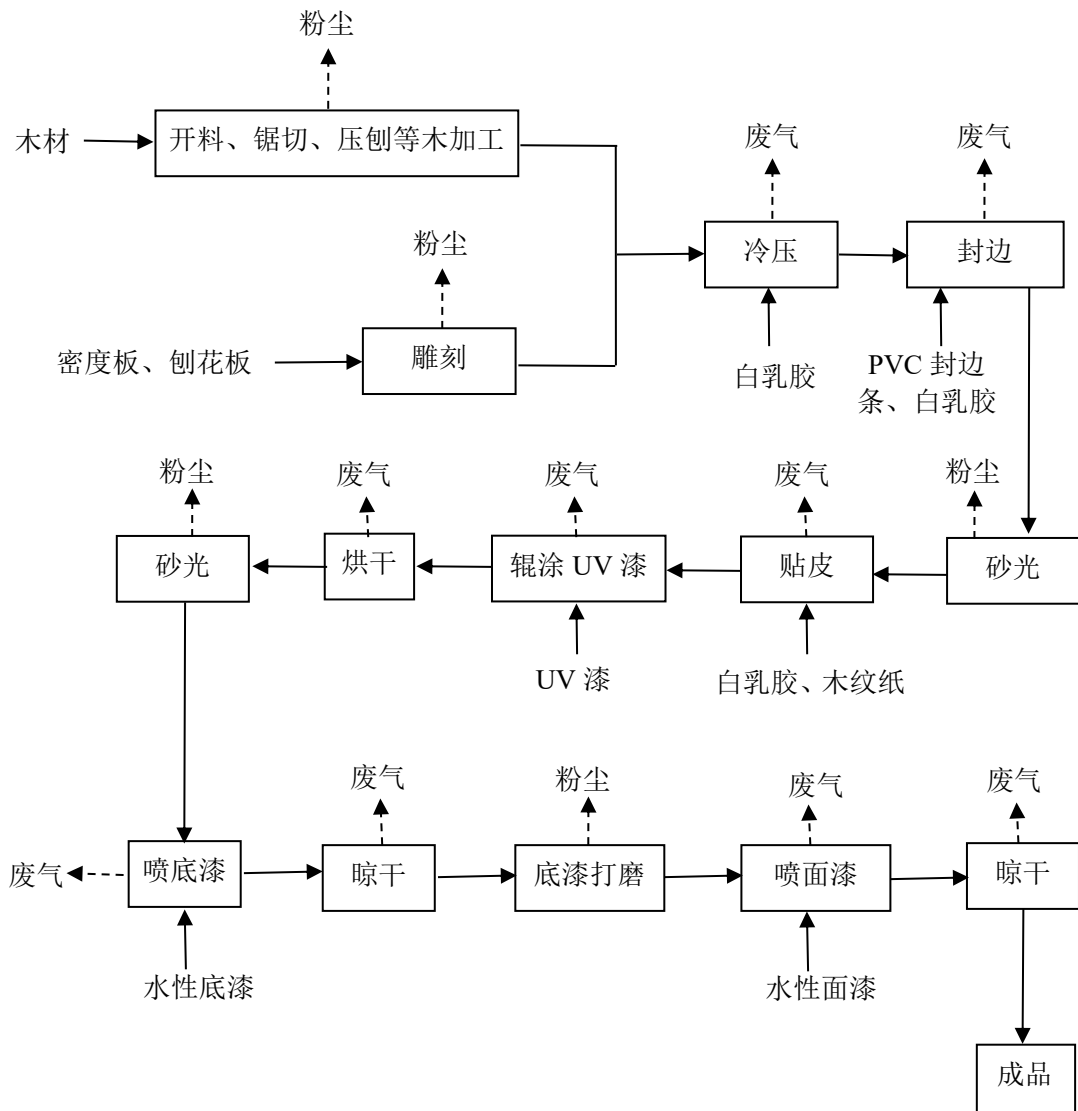 粉尘
木材
开料、锯切、压刨等木加工
废气
废气
粉尘
冷压
封边
密度板、刨花板
雕刻
白乳胶
PVC 封边
条、白乳胶
粉尘
废气
废气
废气
粉尘
砂光
烘干
辊涂 UV 漆
贴皮
砂光
UV 漆
白乳胶、木纹纸
废气
粉尘
废气
废气
废气
喷底漆
晾干
底漆打磨
喷面漆
晾干
水性底漆
水性面漆
成品